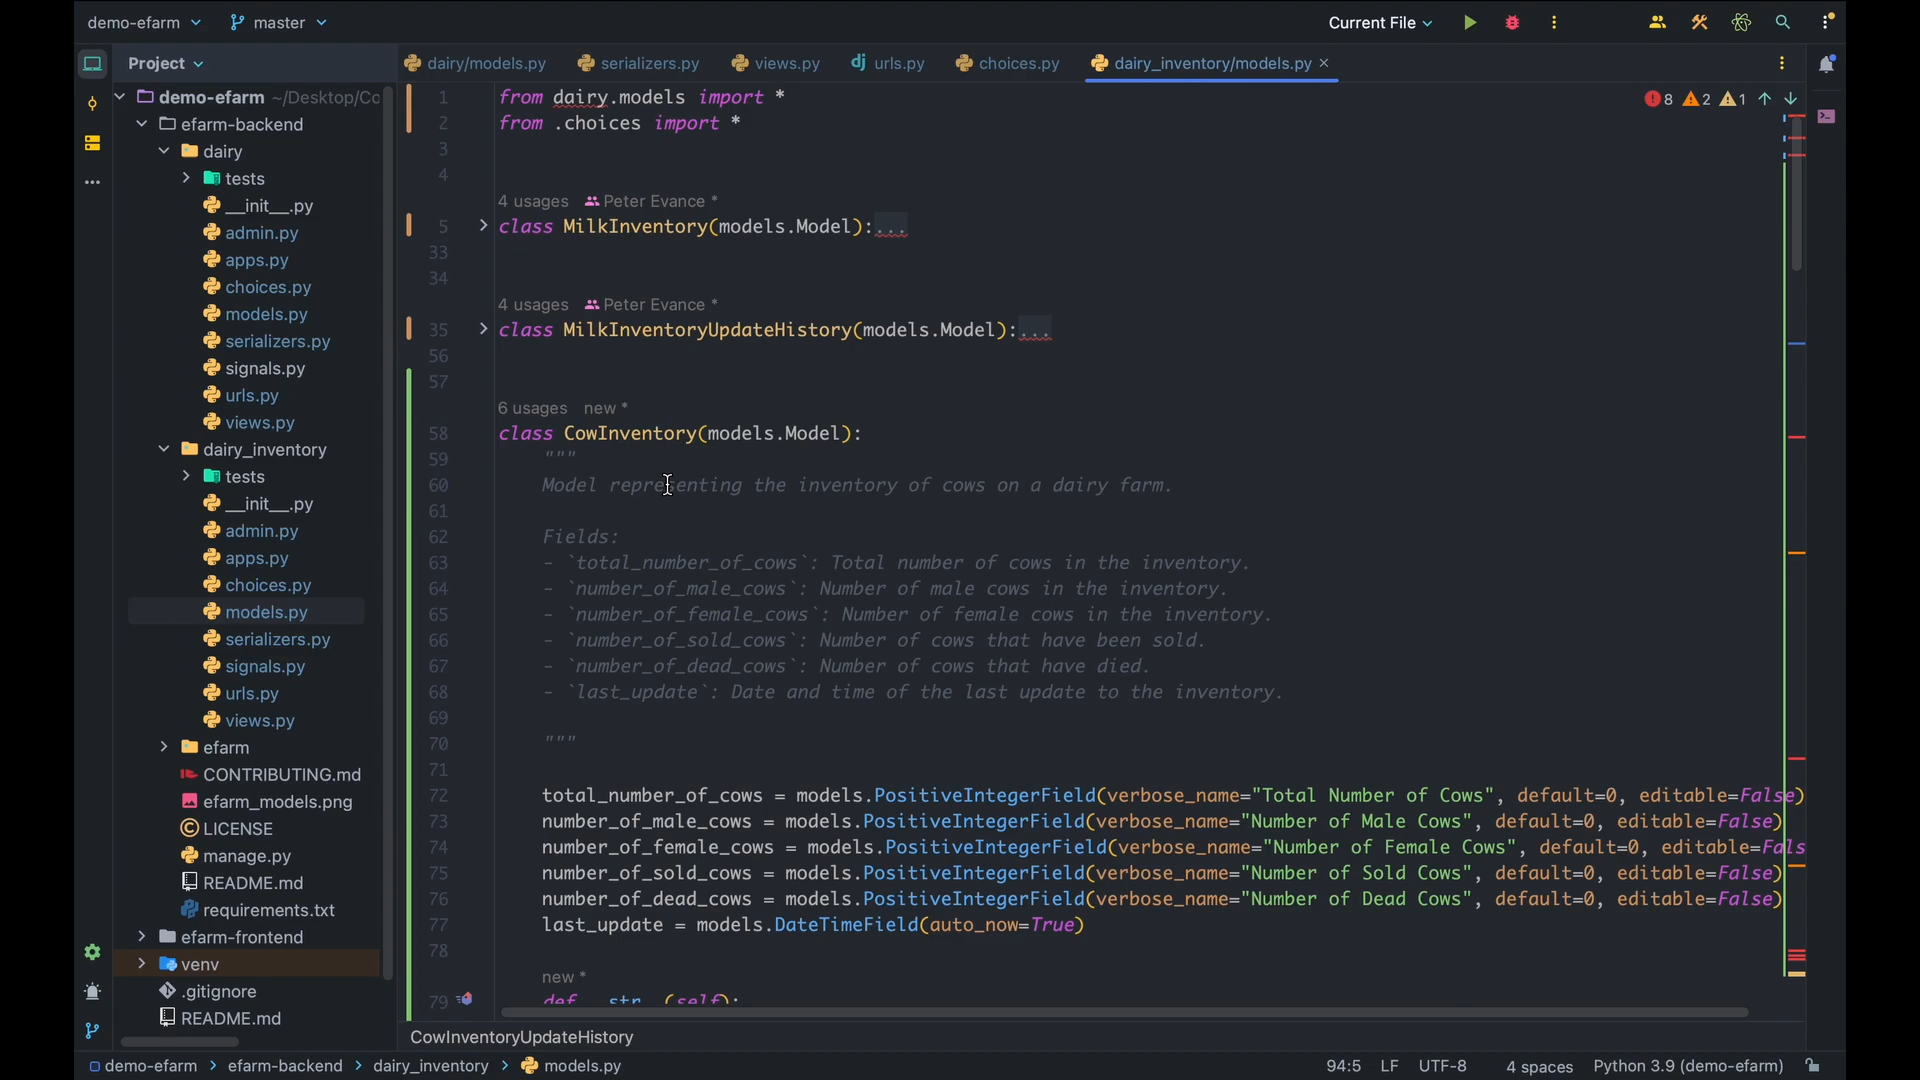 demo-efarm
master
Current File
Project
dairy/models.py
serializers.py
views.py
dj urls.py
choices.py
dairy_inventory/models.py
demo-efarm ~/Desktop/Co
efarm-backend
dairy
tests
__init__.py
admin.py
apps.py
choices.py
models.py
serializers.py
signals.py
urls.py
views.py
dairy_inventory
tests
__init__.py
admin.py
apps.py
choices.py
models.py
serializers.py
signals.py
urls.py
views.py
efarm
CONTRIBUTING.md
efarm_models.png
LICENSE
manage.py
README.md
requirements.txt
efarm-frontend
venv
.gitignore
README.md
8 2 1
1 from dairy.models import *
2 from .choices import *
3
4
4 usages Peter Evance *
5 class MilkInventory(models.Model):...
33
34
4 usages Peter Evance *
35 class MilkInventoryUpdateHistory(models.Model):...
56
57
6 usages new *
58 class CowInventory(models.Model):
59 """
60 Model representing the inventory of cows on a dairy farm.
61
62 Fields:
63 - `total_number_of_cows`: Total number of cows in the inventory.
64 - `number_of_male_cows`: Number of male cows in the inventory.
65 - `number_of_female_cows`: Number of female cows in the inventory.
66 - `number_of_sold_cows`: Number of cows that have been sold.
67 - `number_of_dead_cows`: Number of cows that have died.
68 - `last_update`: Date and time of the last update to the inventory.
69
70 """
71
72 total_number_of_cows = models.PositiveIntegerField(verbose_name="Total Number of Cows", default=0, editable=False)
73 number_of_male_cows = models.PositiveIntegerField(verbose_name="Number of Male Cows", default=0, editable=False)
74 number_of_female_cows = models.PositiveIntegerField(verbose_name="Number of Female Cows", default=0, editable=Fals
75 number_of_sold_cows = models.PositiveIntegerField(verbose_name="Number of Sold Cows", default=0, editable=False)
76 number_of_dead_cows = models.PositiveIntegerField(verbose_name="Number of Dead Cows", default=0, editable=False)
77 last_update = models.DateTimeField(auto_now=True)
78
new *
79 def __str__(self):
CowInventoryUpdateHistory
demo-efarm > efarm-backend > dairy_inventory > models.py
94:5 LF UTF-8 4 spaces Python 3.9 (demo-efarm)